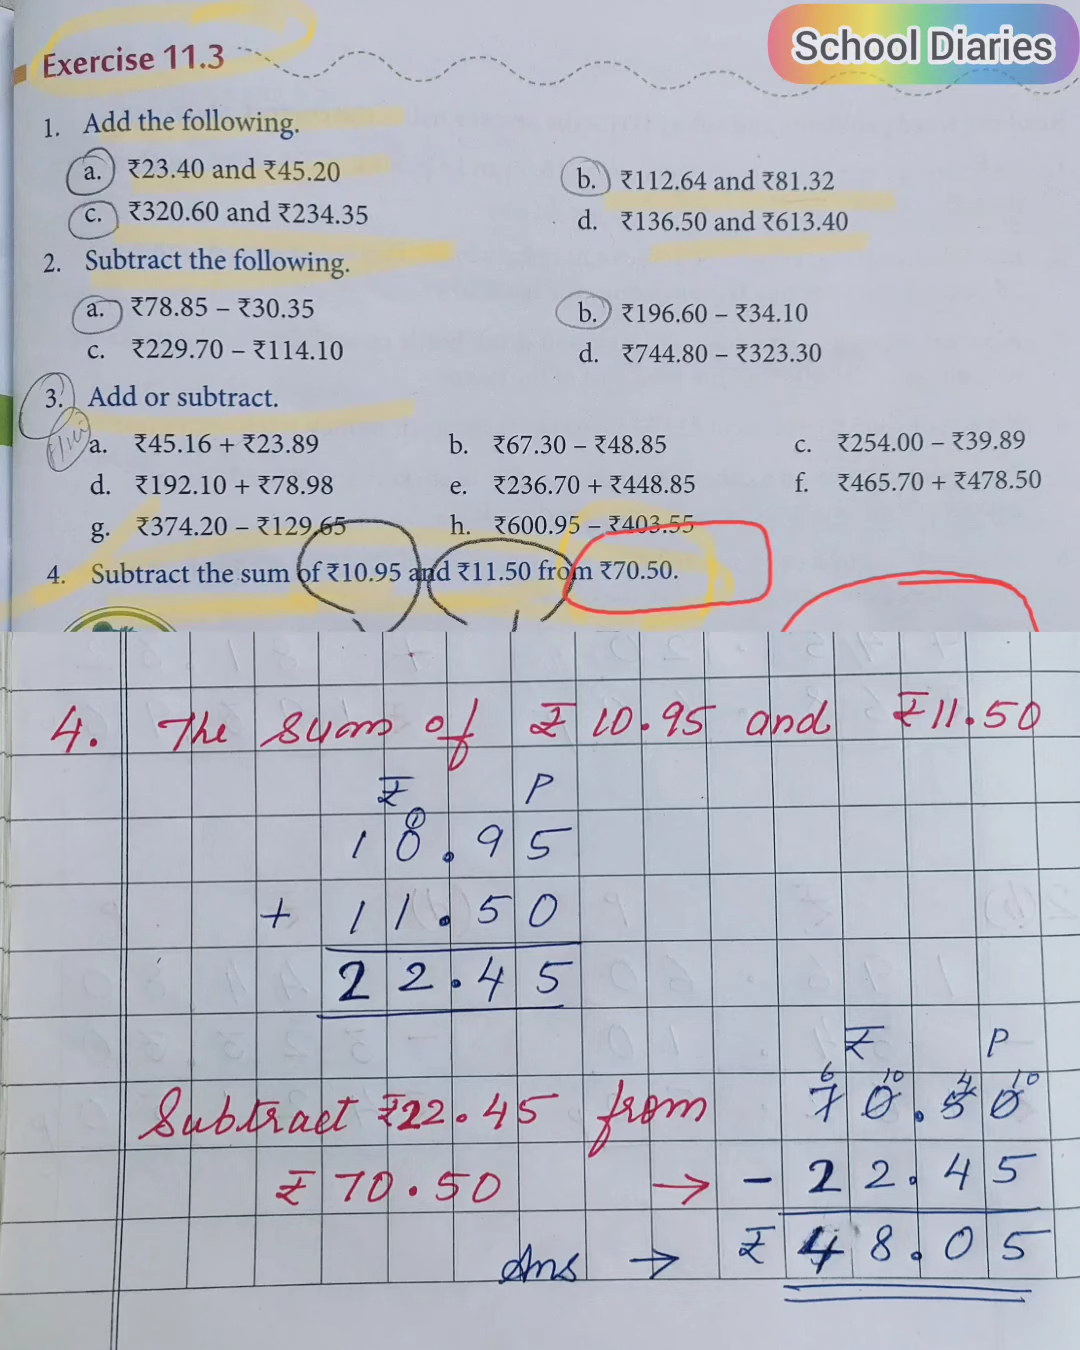 School Diaries
Exercise 11.3
1. Add the following.
a. ₹23.40 and ₹45.20 b. ₹112.64 and ₹81.32
c. ₹320.60 and ₹234.35 d. ₹136.50 and ₹613.40
2. Subtract the following.
a. ₹78.85 – ₹30.35 b. ₹196.60 – ₹34.10
c. ₹229.70 – ₹114.10 d. ₹744.80 – ₹323.30
3. Add or subtract.
a. ₹45.16 + ₹23.89 b. ₹67.30 – ₹48.85 c. ₹254.00 – ₹39.89
d. ₹192.10 + ₹78.98 e. ₹236.70 + ₹448.85 f. ₹465.70 + ₹478.50
g. ₹374.20 – ₹129.65 h. ₹600.95 – ₹403.55
4. Subtract the sum of ₹10.95 and ₹11.50 from ₹70.50.
4. The sum of ₹10.95 and ₹11.50
₹ P
1
10.95
+ 11.50
22.45
₹ P
6 10 4 10
Subtract ₹22.45 from 70.50
₹70.50 → - 22.45
Ans → ₹ 48.05